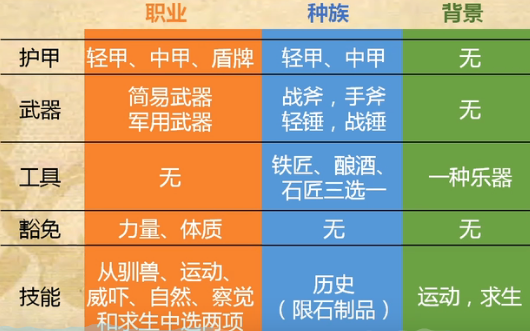 职业 种族 背景
护甲 轻甲、中甲、盾牌 轻甲、中甲 无
武器 简易武器 战斧，手斧 无
军用武器 轻锤，战锤
工具 无 铁匠、酿酒、 一种乐器
石匠三选一
豁免 力量、体质 无 无
技能 从驯兽、运动、 历史 运动，求生
威吓、自然、察觉 （限石制品）
和求生中选两项